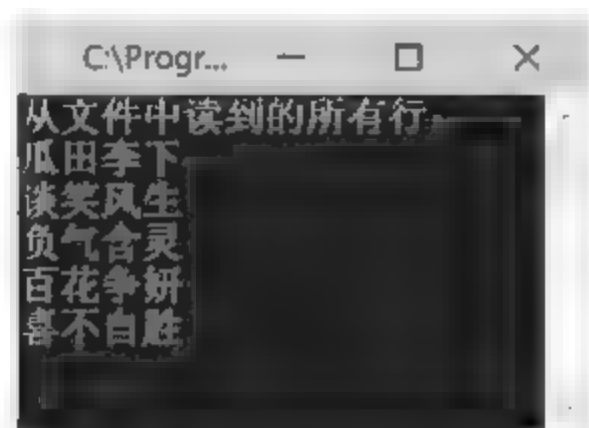 C:\Progr...
从文件中读到的所有行
瓜田李下
谈笑风生
负气含灵
百花争妍
喜不自胜